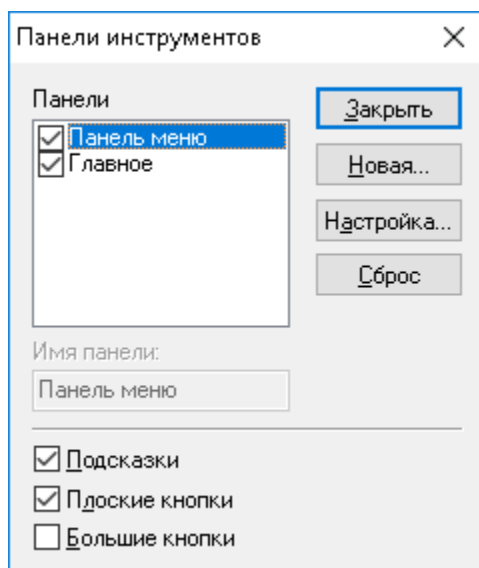 Панели инструментов
Панели
Панель меню
Главное
Закрыть
Новая...
Настройка...
Сброс
Имя панели:
Панель меню
Подсказки
Плоские кнопки
Большие кнопки